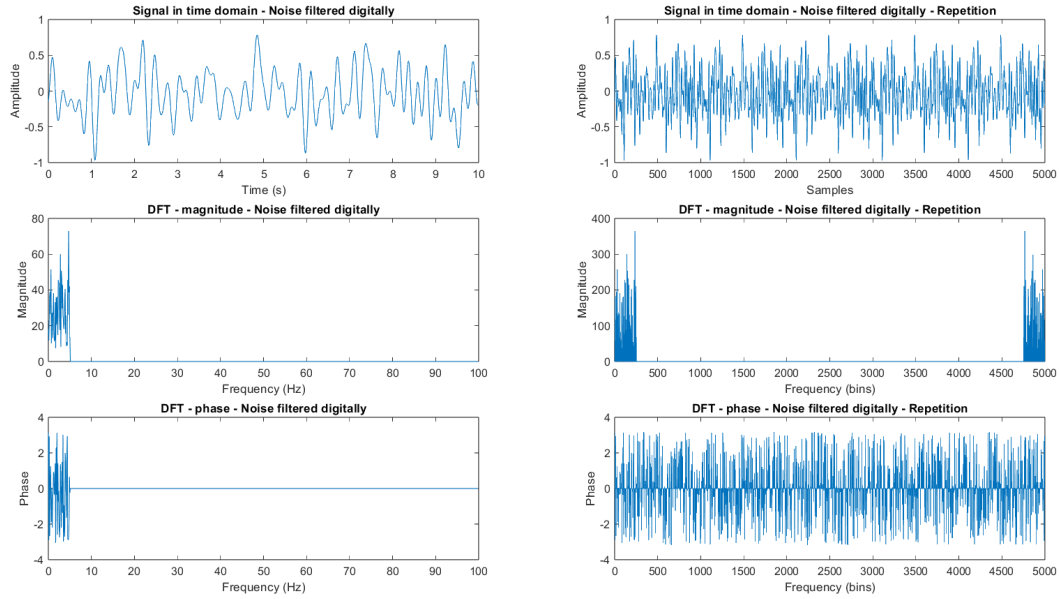 Signal in time domain - Noise filtered digitally
Amplitude
1
0.5
0
-0.5
-1
0 1 2 3 4 5 6 7 8 9 10
Time (s)
Signal in time domain - Noise filtered digitally - Repetition
Amplitude
1
0.5
0
-0.5
-1
0 500 1000 1500 2000 2500 3000 3500 4000 4500 5000
Samples
DFT - magnitude - Noise filtered digitally
Magnitude
80
60
40
20
0
0 10 20 30 40 50 60 70 80 90 100
Frequency (Hz)
DFT - magnitude - Noise filtered digitally - Repetition
Magnitude
400
300
200
100
0
0 500 1000 1500 2000 2500 3000 3500 4000 4500 5000
Frequency (bins)
DFT - phase - Noise filtered digitally
Phase
4
2
0
-2
-4
0 10 20 30 40 50 60 70 80 90 100
Frequency (Hz)
DFT - phase - Noise filtered digitally - Repetition
Phase
4
2
0
-2
-4
0 500 1000 1500 2000 2500 3000 3500 4000 4500 5000
Frequency (bins)